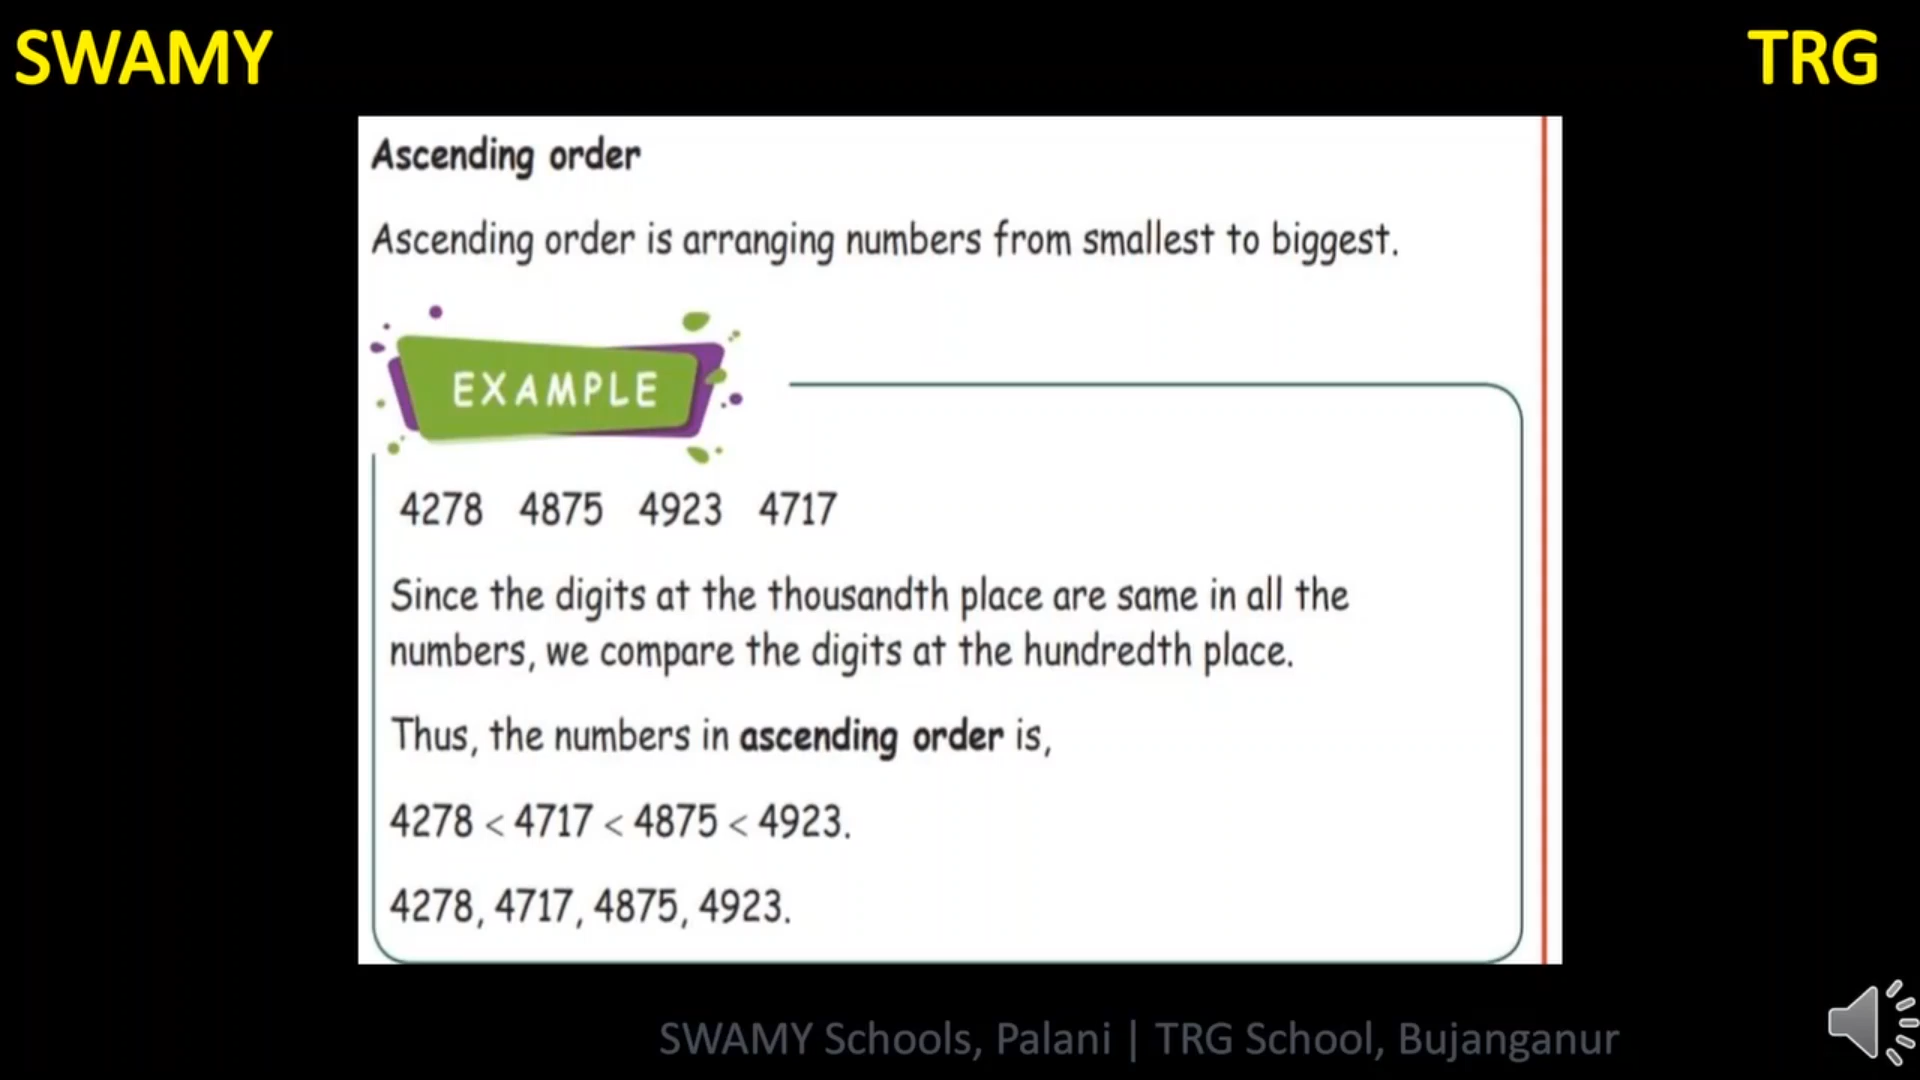 SWAMY
TRG
Ascending order
Ascending order is arranging numbers from smallest to biggest.
EXAMPLE
4278 4875 4923 4717
Since the digits at the thousandth place are same in all the
numbers, we compare the digits at the hundredth place.
Thus, the numbers in ascending order is,
4278 < 4717 < 4875 < 4923.
4278, 4717, 4875, 4923.
SWAMY Schools, Palani | TRG School, Bujanganur